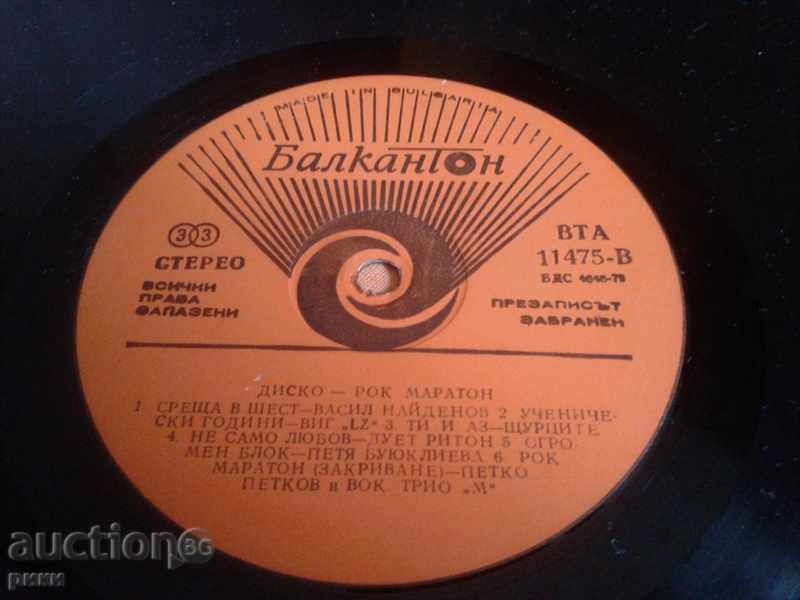 MADE IN BULGARIA
Балкантон
33
СТЕРЕО
ВСИЧКИ
ПРАВА
ЗАПАЗЕНИ
ВТА
11475-В
БДС 4645-79
ПРЕЗАПИСЪТ
ЗАБРАНЕН
ДИСКО — РОК МАРАТОН
1 СРЕЩА В ШЕСТ—ВАСИЛ НАЙДЕНОВ 2 УЧЕНИЧЕ-
СКИ ГОДИНИ—ВИГ „LZ" 3. ТИ И АЗ—ЩУРЦИТЕ
4. НЕ САМО ЛЮБОВ—ДУЕТ РИТОН 5 ОГРО
МЕН БЛОК—ПЕТЯ БУЮКЛИЕВА 6. РОК
МАРАТОН (ЗАКРИВАНЕ)—ПЕТКО
ПЕТКОВ и ВОК. ТРИО „М"
auction BG
рики